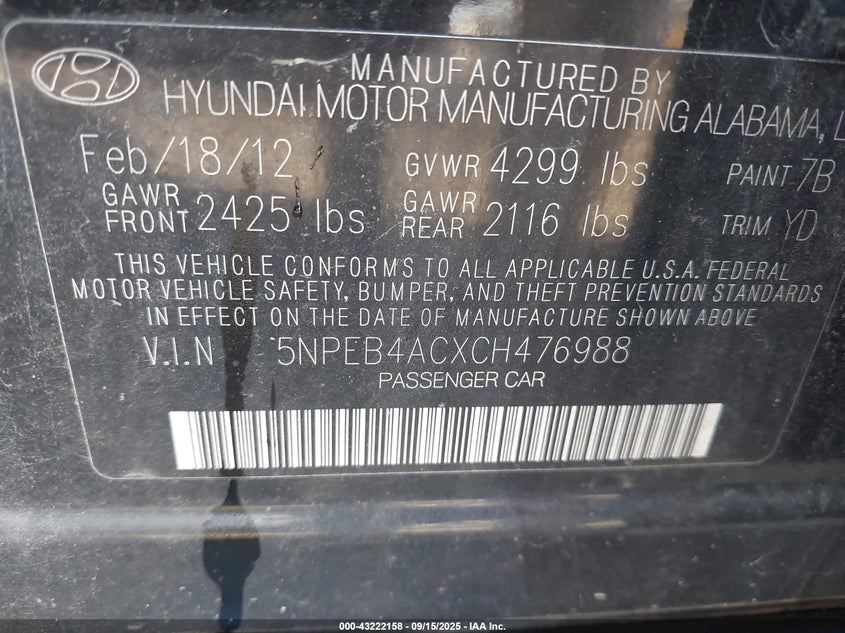 MANUFACTURED BY
HYUNDAI MOTOR MANUFACTURING ALABAMA, L
Feb/18/12 GVWR 4299 lbs PAINT 7B
GAWR FRONT 2425 lbs GAWR REAR 2116 lbs TRIM YD
THIS VEHICLE CONFORMS TO ALL APPLICABLE U.S.A. FEDERAL
MOTOR VEHICLE SAFETY, BUMPER, AND THEFT PREVENTION STANDARDS
IN EFFECT ON THE DATE OF MANUFACTURE SHOWN ABOVE
V.I.N 5NPEB4ACXCH476988
PASSENGER CAR
000-43222158 - 09/15/2025 - IAA Inc.